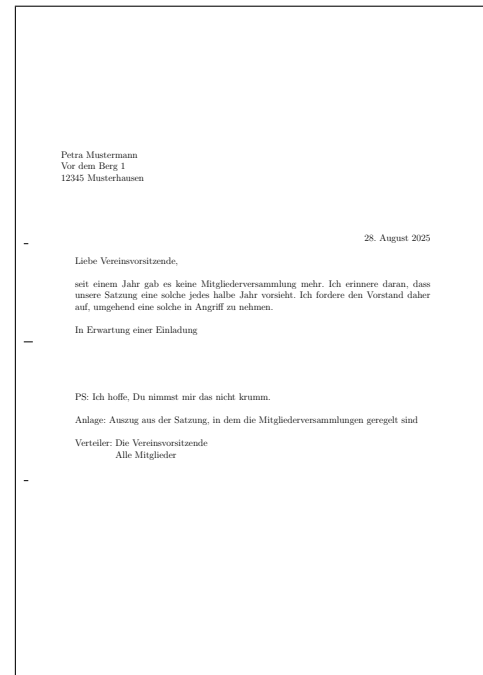 Petra Mustermann
Vor dem Berg 1
12345 Musterhausen
28. August 2025
Liebe Vereinsvorsitzende,
seit einem Jahr gab es keine Mitgliederversammlung mehr. Ich erinnere daran, dass
unsere Satzung eine solche jedes halbe Jahr vorsieht. Ich fordere den Vorstand daher
auf, umgehend eine solche in Angriff zu nehmen.
In Erwartung einer Einladung
PS: Ich hoffe, Du nimmst mir das nicht krumm.
Anlage: Auszug aus der Satzung, in dem die Mitgliederversammlungen geregelt sind
Verteiler: Die Vereinsvorsitzende
Alle Mitglieder